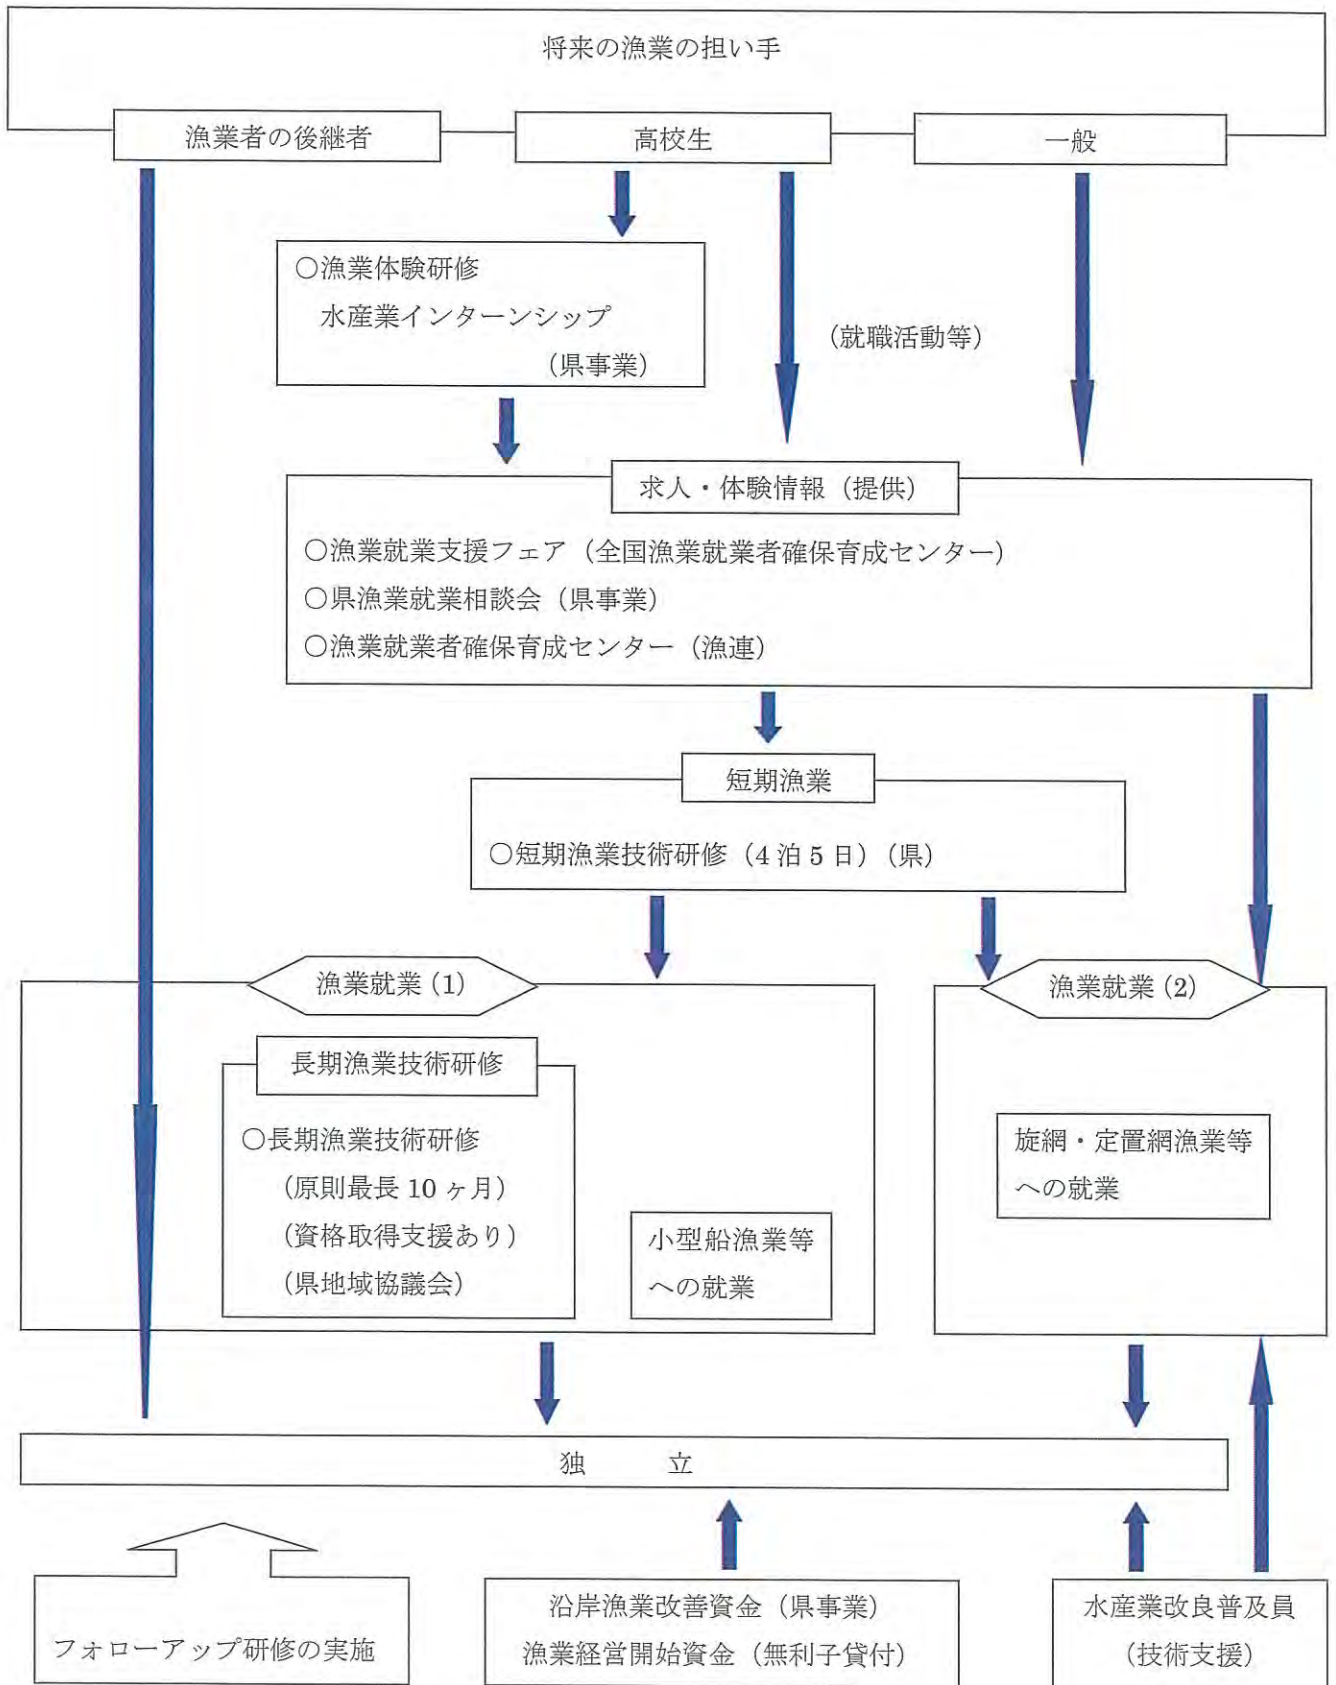 将来の漁業の担い手
漁業者の後継者
高校生
一般
○漁業体験研修
水産業インターンシップ
（県事業）
（就職活動等）
求人・体験情報（提供）
○漁業就業支援フェア（全国漁業就業者確保育成センター）
○県漁業就業相談会（県事業）
○漁業就業者確保育成センター（漁連）
短期漁業
○短期漁業技術研修（4泊5日）（県）
漁業就業(1)
漁業就業(2)
長期漁業技術研修
○長期漁業技術研修
（原則最長10ヶ月）
（資格取得支援あり）
（県地域協議会）
小型船漁業等
への就業
旋網・定置網漁業等
への就業
独　　立
フォローアップ研修の実施
沿岸漁業改善資金（県事業）
漁業経営開始資金（無利子貸付）
水産業改良普及員
（技術支援）